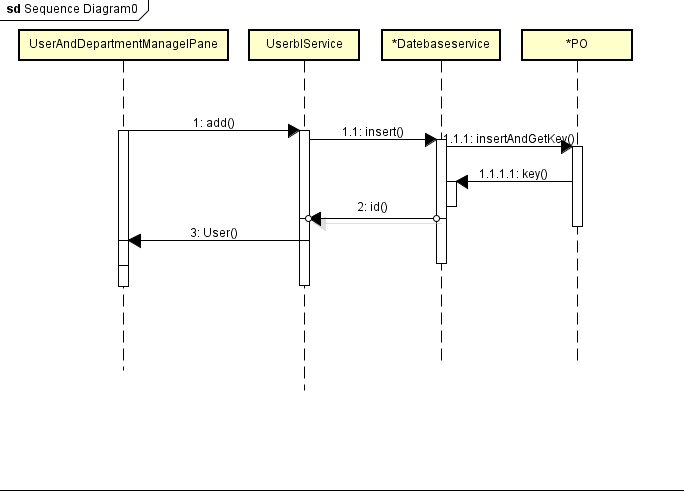 sd Sequence Diagram0
UserAndDepartmentManagelPane
UserblService
*Datebaseservice
*PO
1: add()
1.1: insert()
1.1.1: insertAndGetKey()
1.1.1.1: key()
2: id()
3: User()